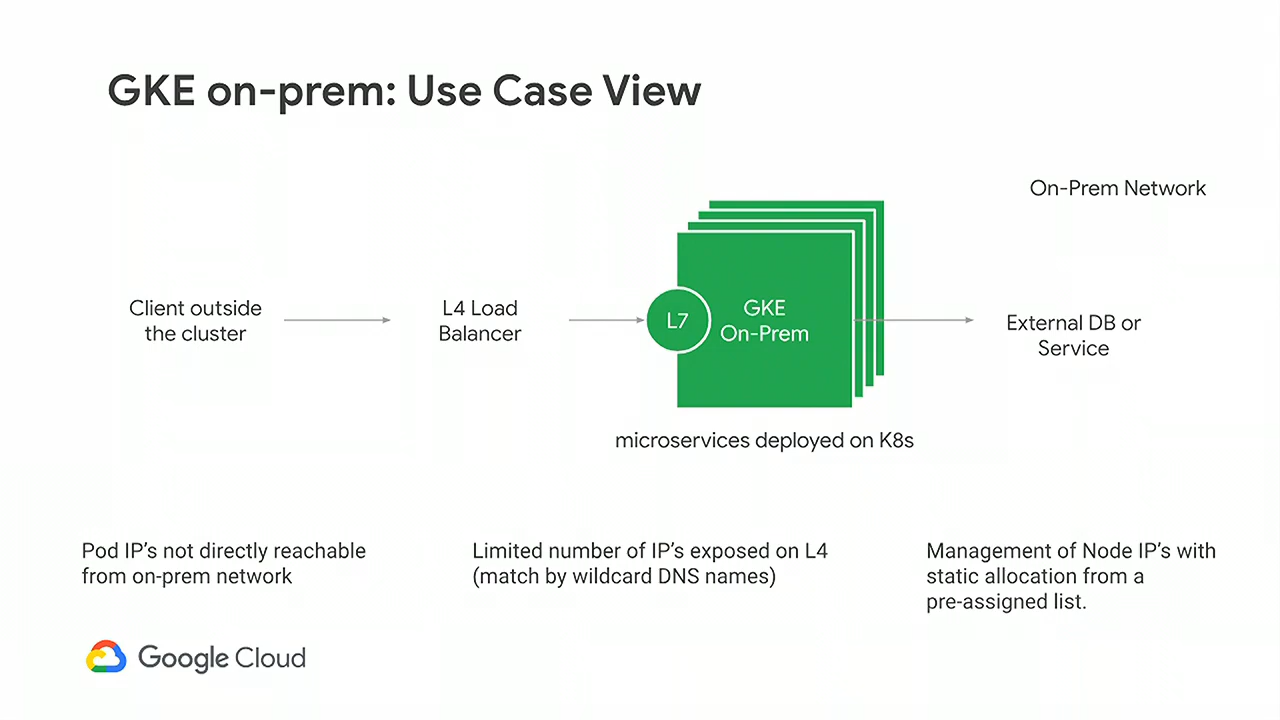 GKE on-prem: Use Case View
On-Prem Network
Client outside
the cluster
L4 Load
Balancer
L7
GKE
On-Prem
External DB or
Service
microservices deployed on K8s
Pod IP's not directly reachable
from on-prem network
Limited number of IP's exposed on L4
(match by wildcard DNS names)
Management of Node IP's with
static allocation from a
pre-assigned list.
Google Cloud